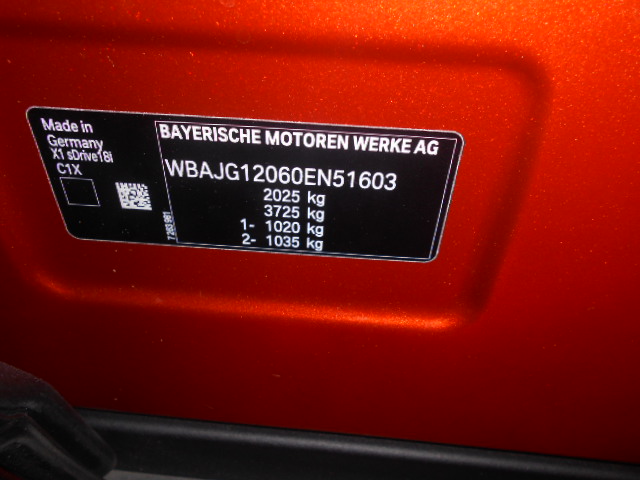 Made in
Germany
X1 sDrive18i
C1X
BAYERISCHE MOTOREN WERKE AG
WBAJG12060EN51603
2025 kg
3725 kg
1- 1020 kg
2- 1035 kg